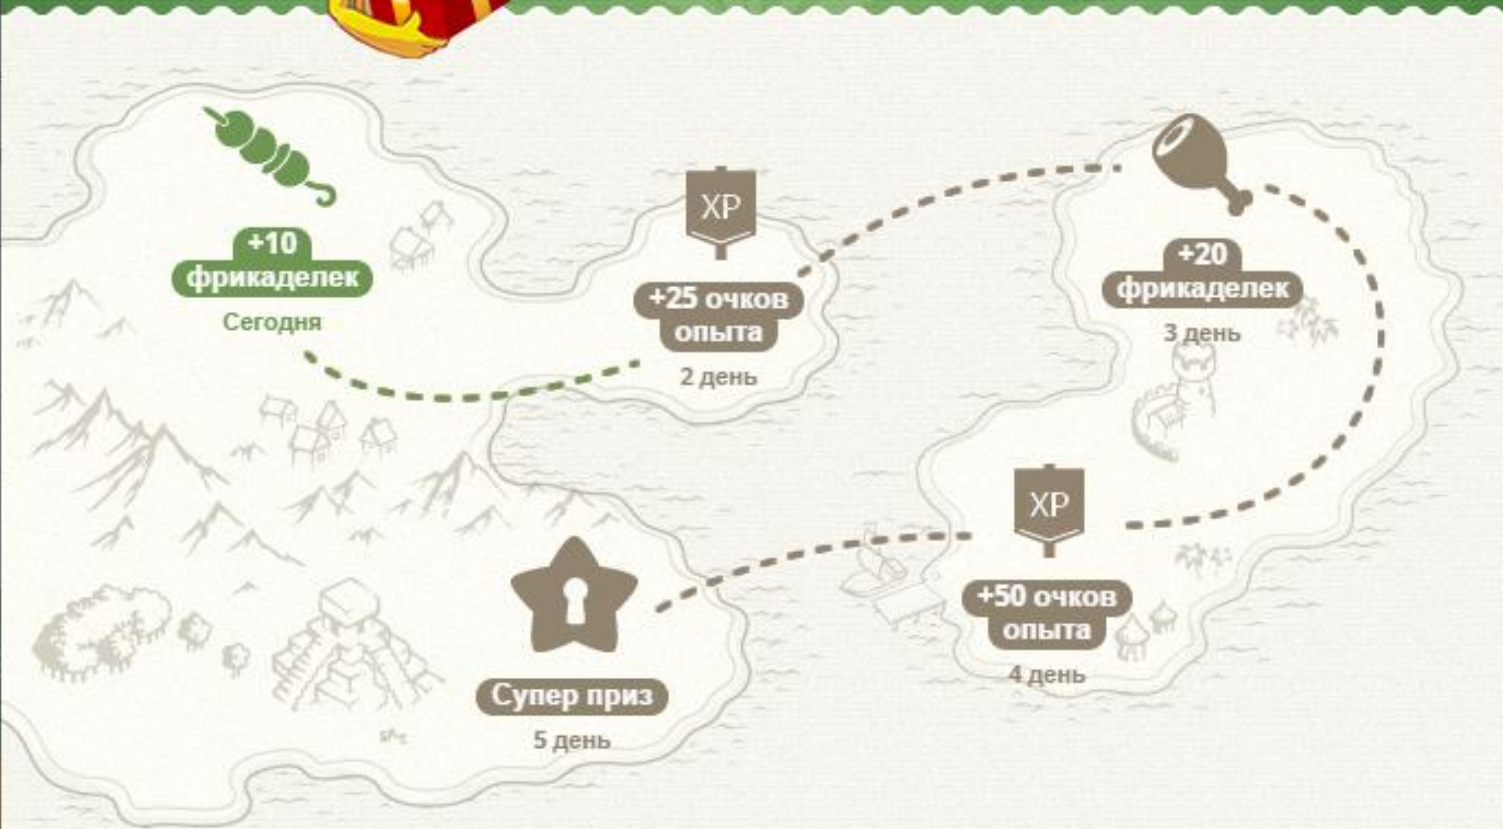 +10
фрикаделек
Сегодня
XP
+25 очков
опыта
2 день
+20
фрикаделек
3 день
XP
+50 очков
опыта
4 день
Супер приз
5 день